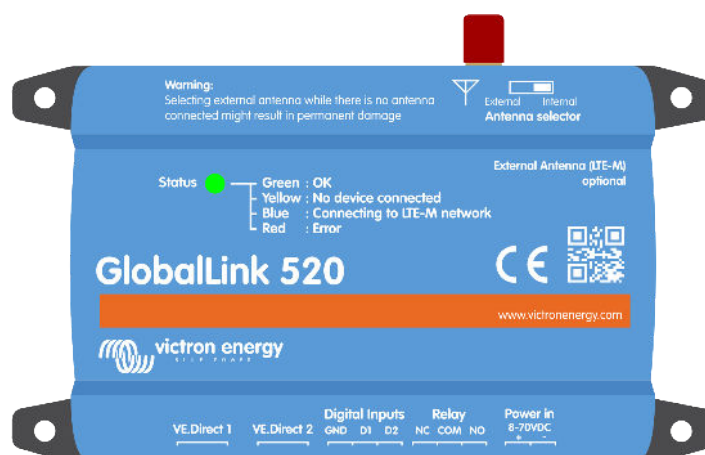 Warning:
Selecting external antenna while there is no antenna
connected might result in permanent damage
External Internal
Antenna selector
External Antenna (LTE-M)
optional
Status
Green : OK
Yellow : No device connected
Blue : Connecting to LTE-M network
Red : Error
GlobalLink 520
CE
www.victronenergy.com
victron energy
BLUE POWER
VE.Direct 1
VE.Direct 2
Digital Inputs
GND D1 D2
Relay
NC COM NO
Power in
8-70VDC
+ -